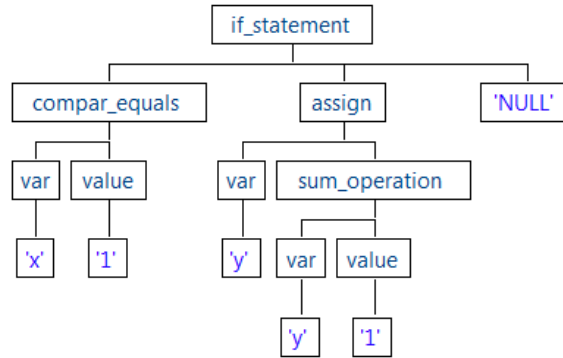 if_statement
compar_equals assign 'NULL'
var value var sum_operation
'x' '1' 'y' var value
'y' '1'